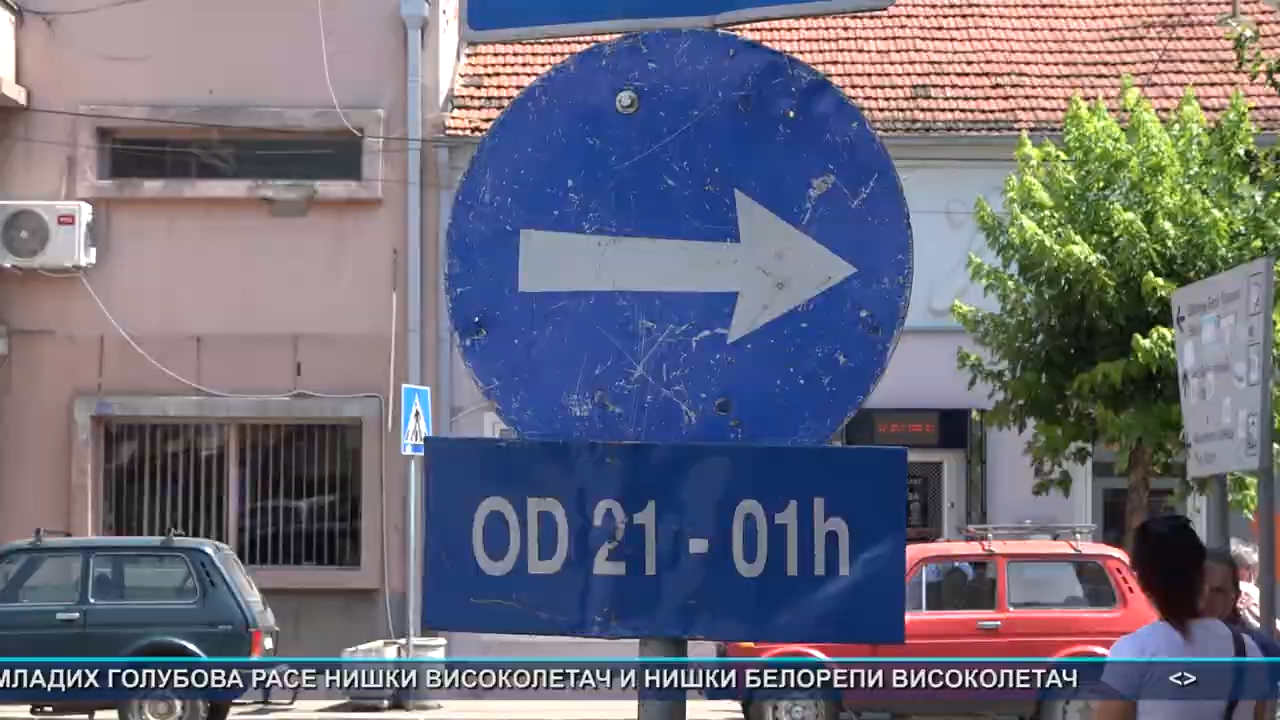 OD 21 - 01h
МЛАДИХ ГОЛУБОВА РАСЕ НИШКИ ВИСОКОЛЕТАЧ И НИШКИ БЕЛОРЕПИ ВИСОКОЛЕТАЧ <>